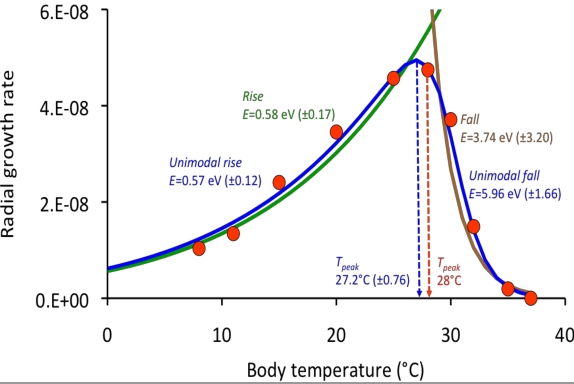 6.E-08
4.E-08
2.E-08
0.E+00
Radial growth rate
Rise
E=0.58 eV (±0.17)
Unimodal rise
E=0.57 eV (±0.12)
Fall
E=3.74 eV (±3.20)
Unimodal fall
E=5.96 eV (±1.66)
Tpeak
27.2°C (±0.76)
Tpeak
28°C
0 10 20 30 40
Body temperature (°C)